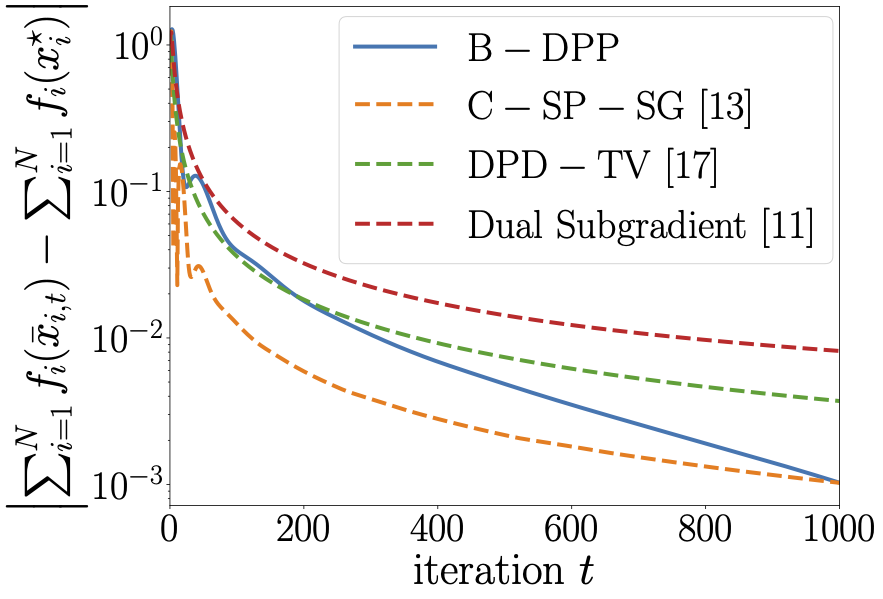 |∑_{i=1}^{N} f_i(x̄_{i,t}) − ∑_{i=1}^{N} f_i(x_i^⋆)|
10^0
10^{−1}
10^{−2}
10^{−3}
B − DPP
C − SP − SG [13]
DPD − TV [17]
Dual Subgradient [11]
0 200 400 600 800 1000
iteration t